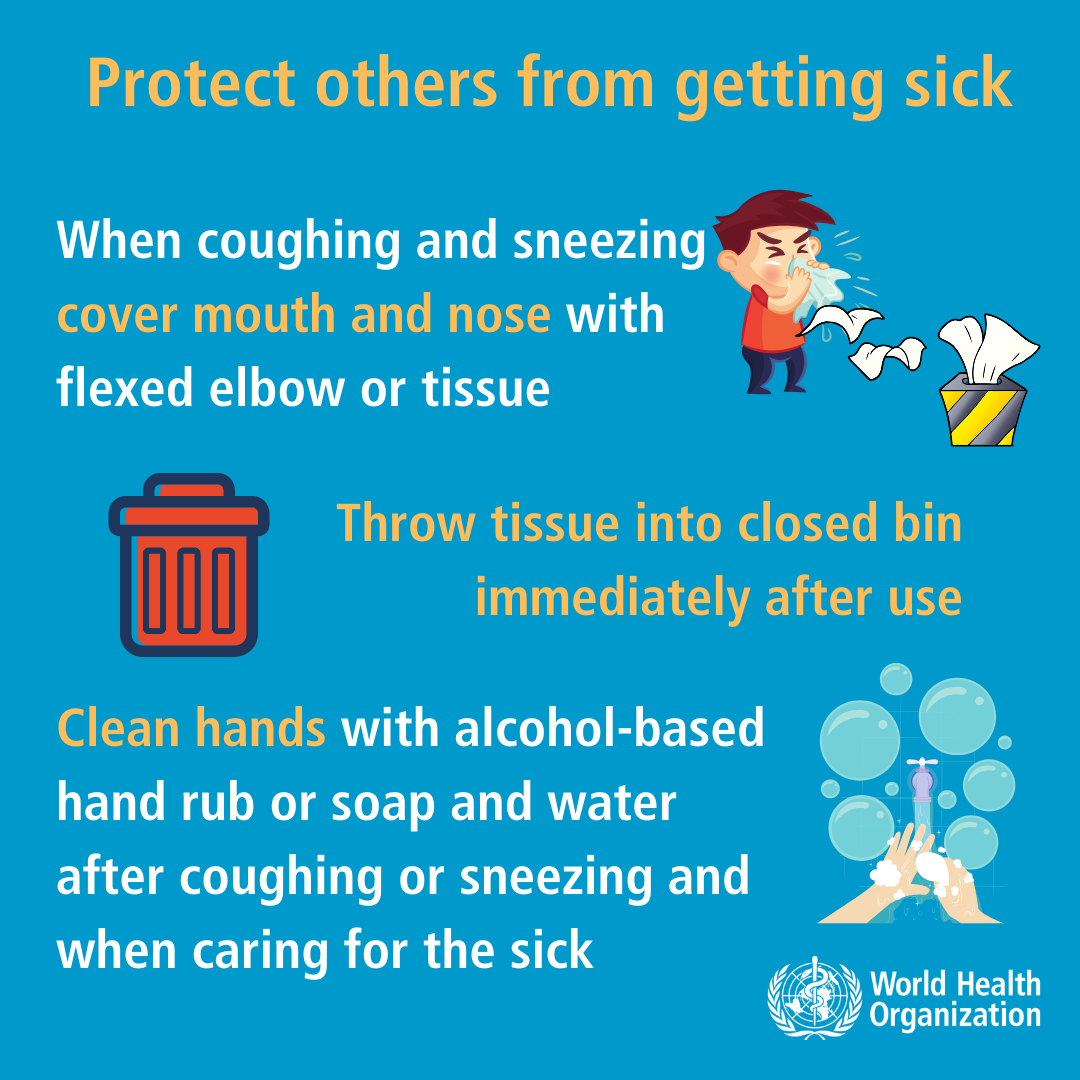 Protect others from getting sick
When coughing and sneezing
cover mouth and nose with
flexed elbow or tissue
Throw tissue into closed bin
immediately after use
Clean hands with alcohol-based
hand rub or soap and water
after coughing or sneezing and
when caring for the sick
World Health
Organization